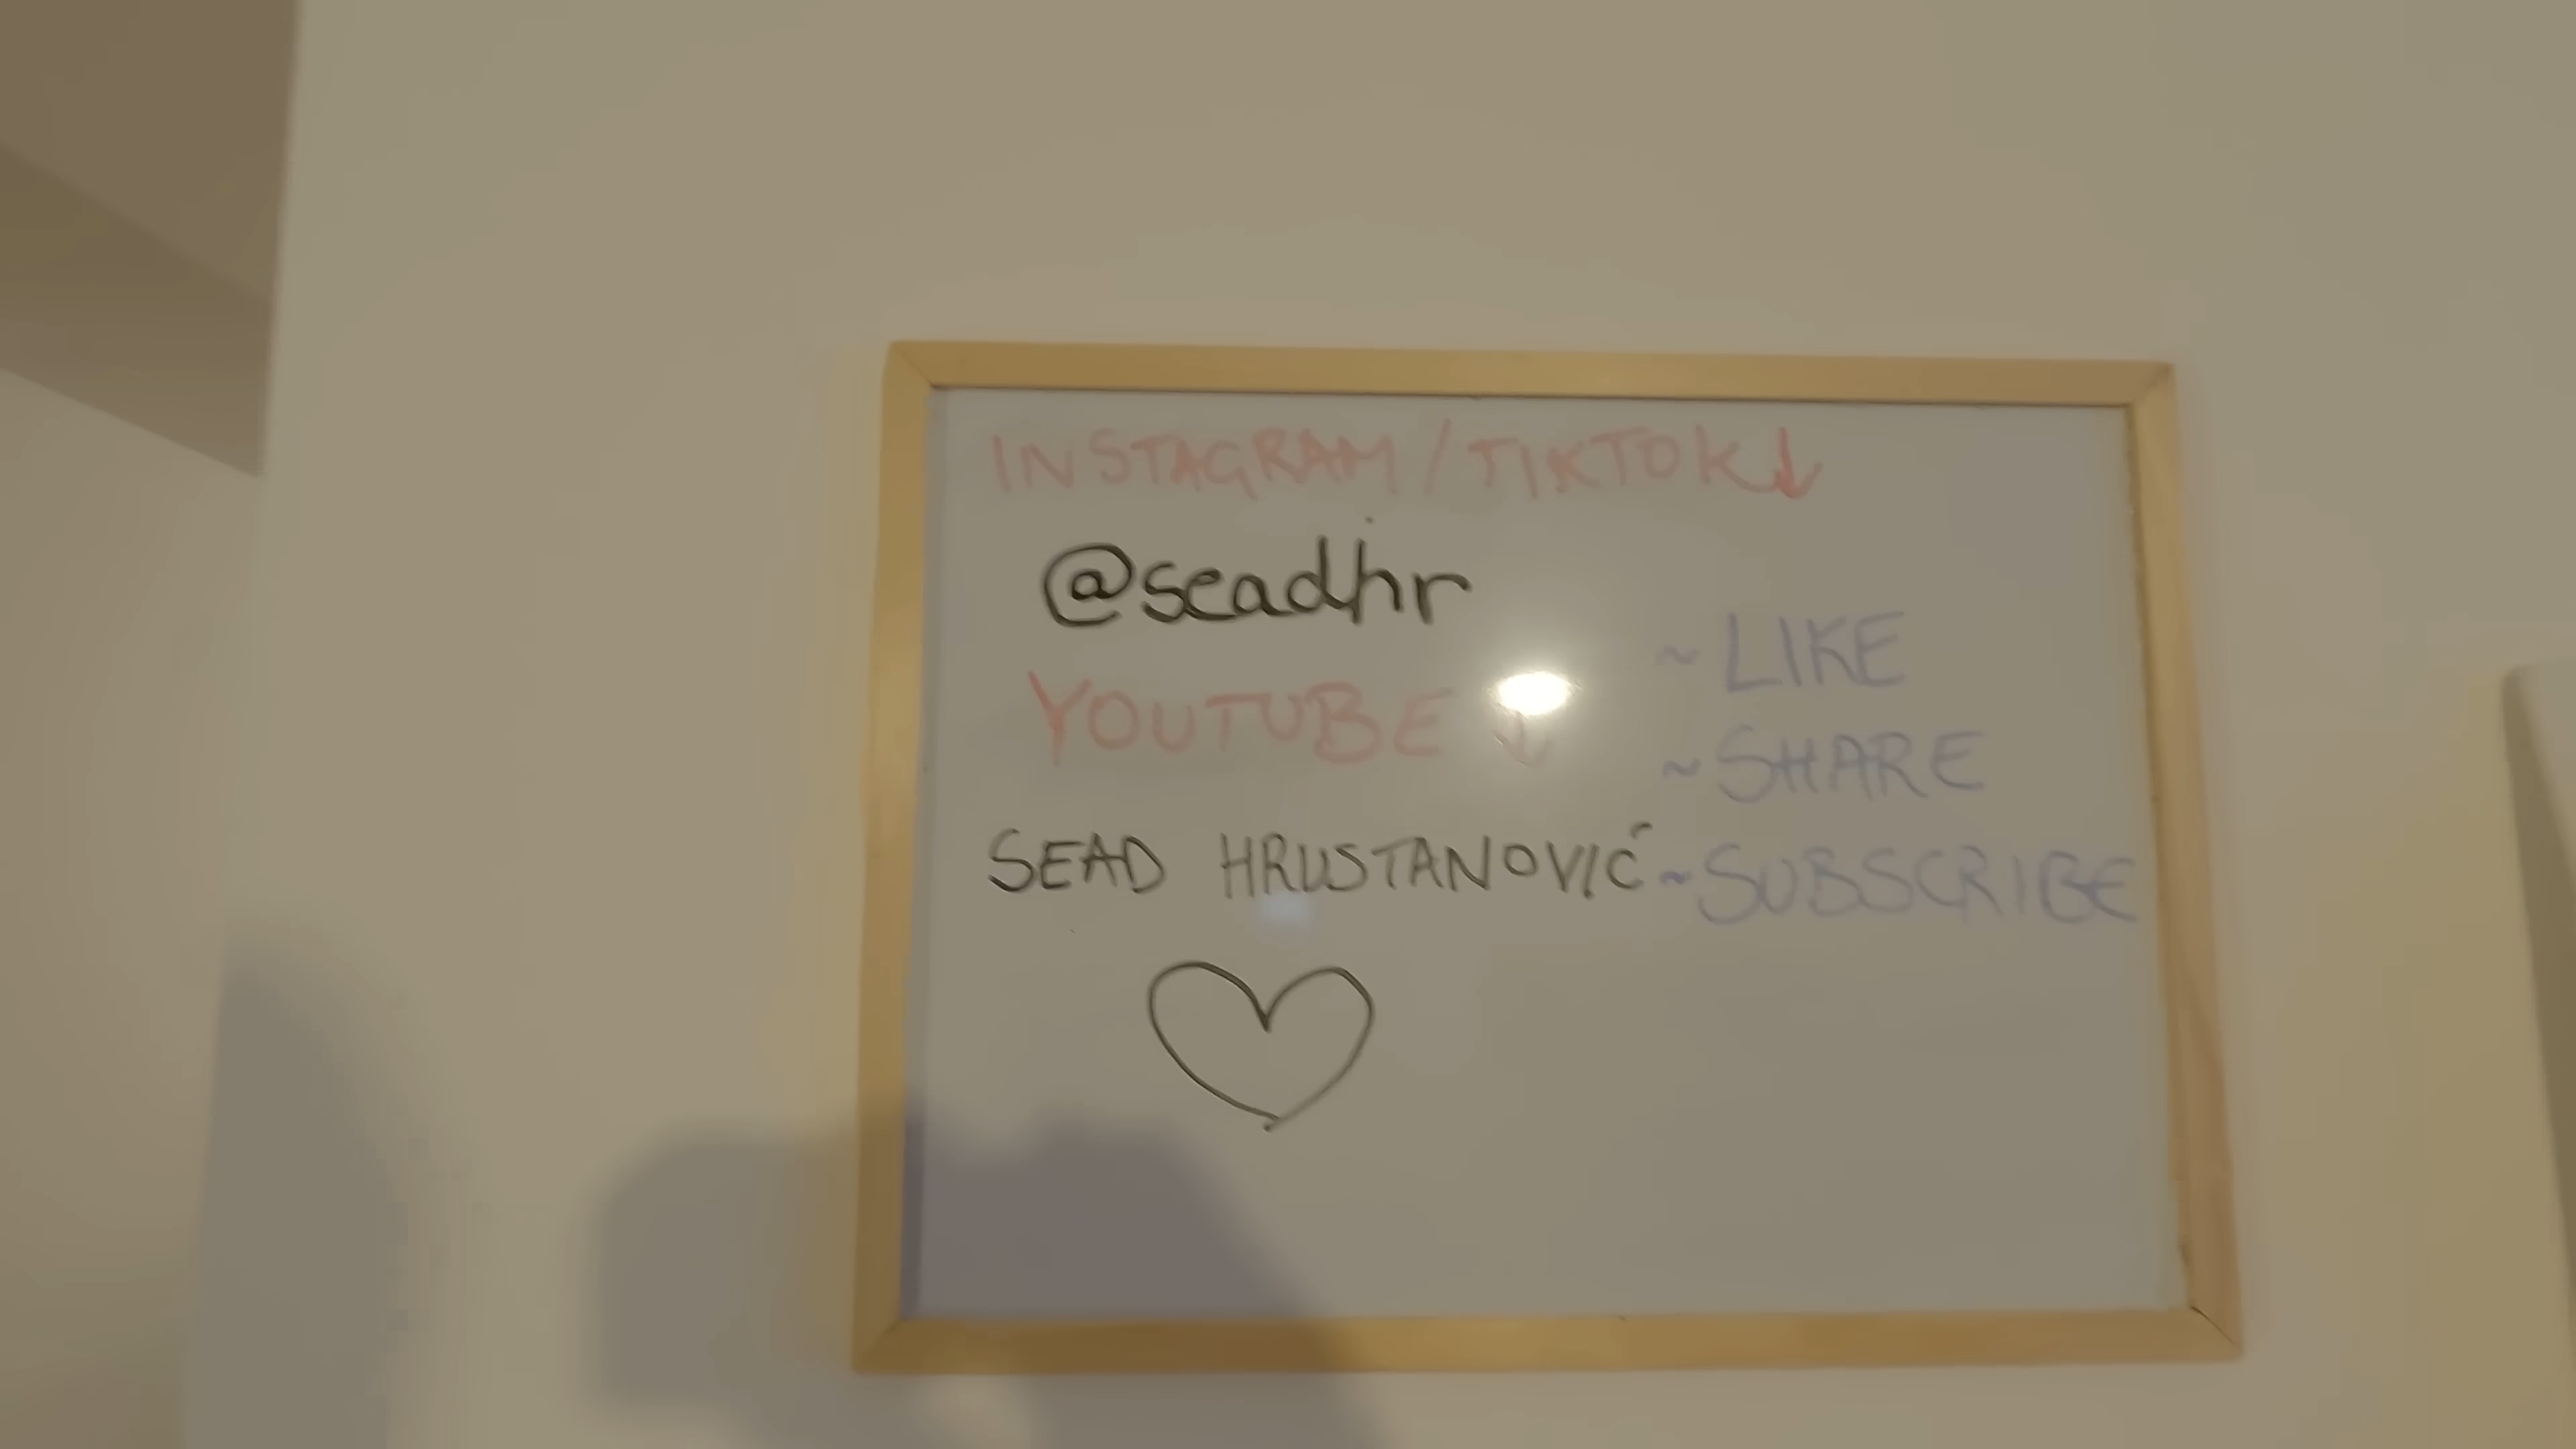 INSTAGRAM/TIKTOK↓
@seadhr
YOUTUBE ↓
SEAD HRUSTANOVIĆ
~LIKE
~SHARE
~SUBSCRIBE